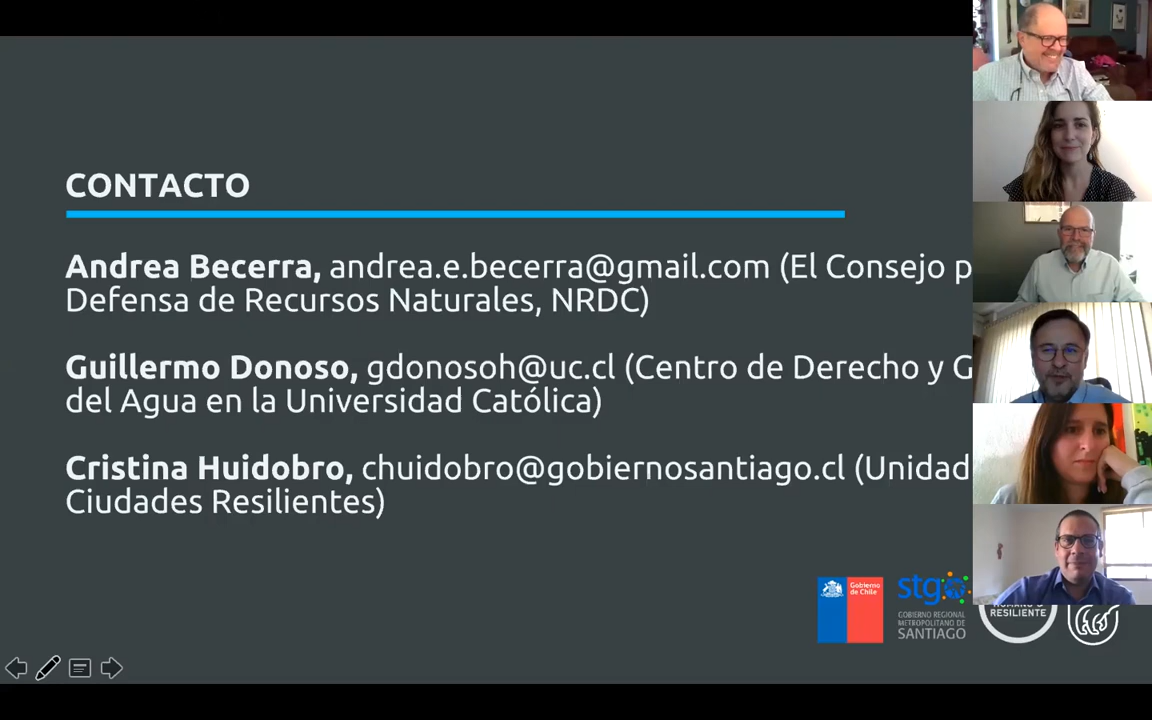 CONTACTO
Andrea Becerra, andrea.e.becerra@gmail.com (El Consejo p
Defensa de Recursos Naturales, NRDC)
Guillermo Donoso, gdonosoh@uc.cl (Centro de Derecho y G
del Agua en la Universidad Católica)
Cristina Huidobro, chuidobro@gobiernosantiago.cl (Unidad
Ciudades Resilientes)
Gobierno
de Chile
stgo
GOBIERNO REGIONAL
METROPOLITANO DE
SANTIAGO
RESILIENTE